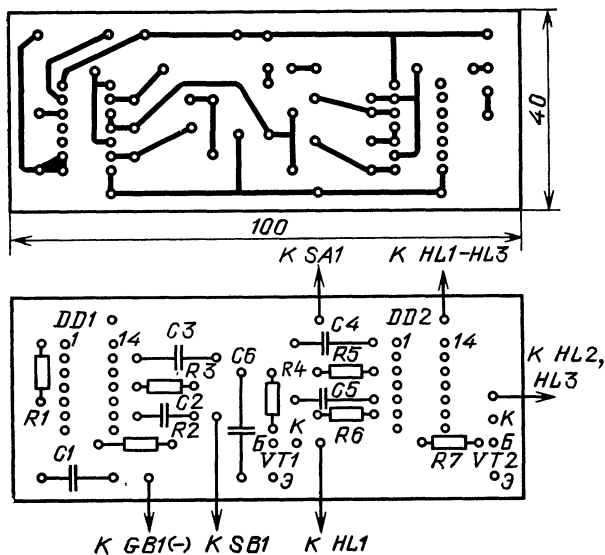 40
100
К SA1 К HL1-HL3
DD1 C3 C4 DD2
1 14 R5 1 14
R3 C6 R4 К HL2,
HL3
C2 C5
R1 R2 К R6 К
Б Б
C1 VT1 R7 VT2
Э Э
К GB1(-) К SB1 К HL1